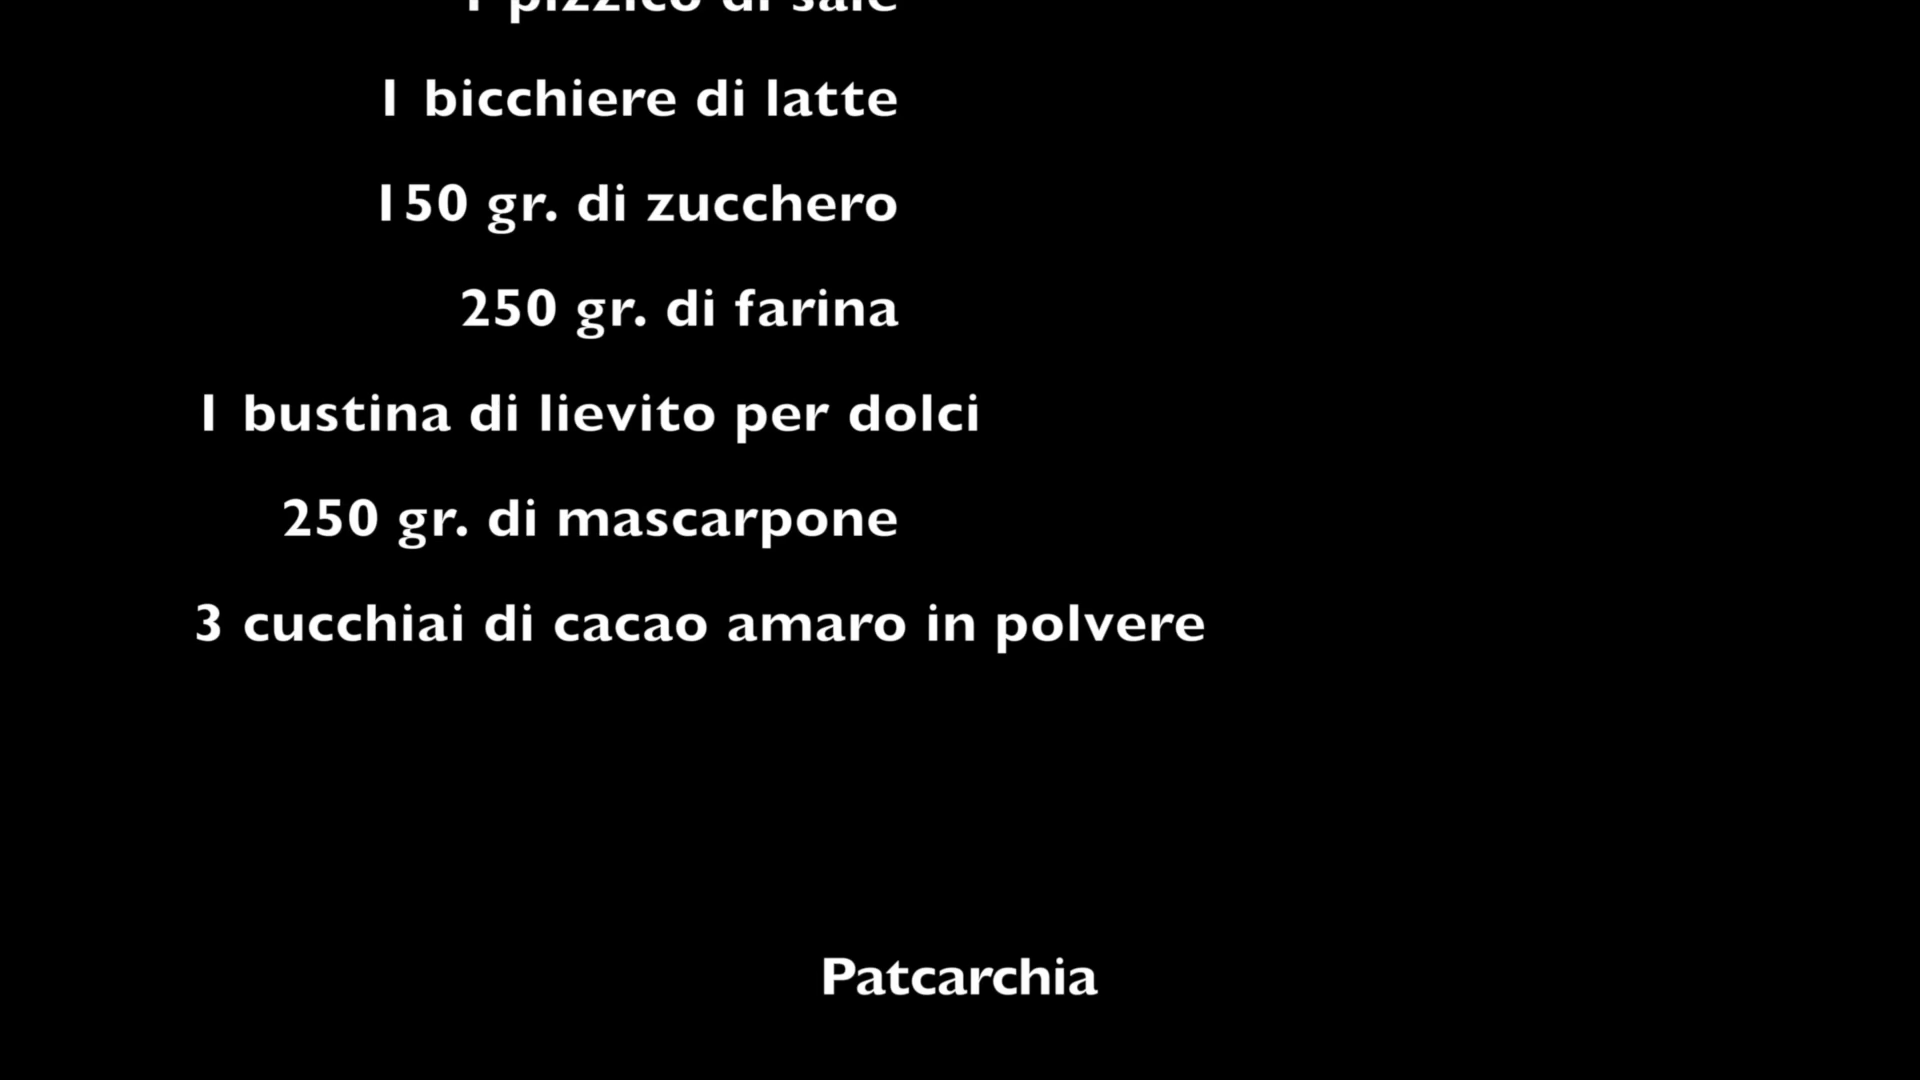 1 pizzico di sale
1 bicchiere di latte
150 gr. di zucchero
250 gr. di farina
1 bustina di lievito per dolci
250 gr. di mascarpone
3 cucchiai di cacao amaro in polvere
Patcarchia